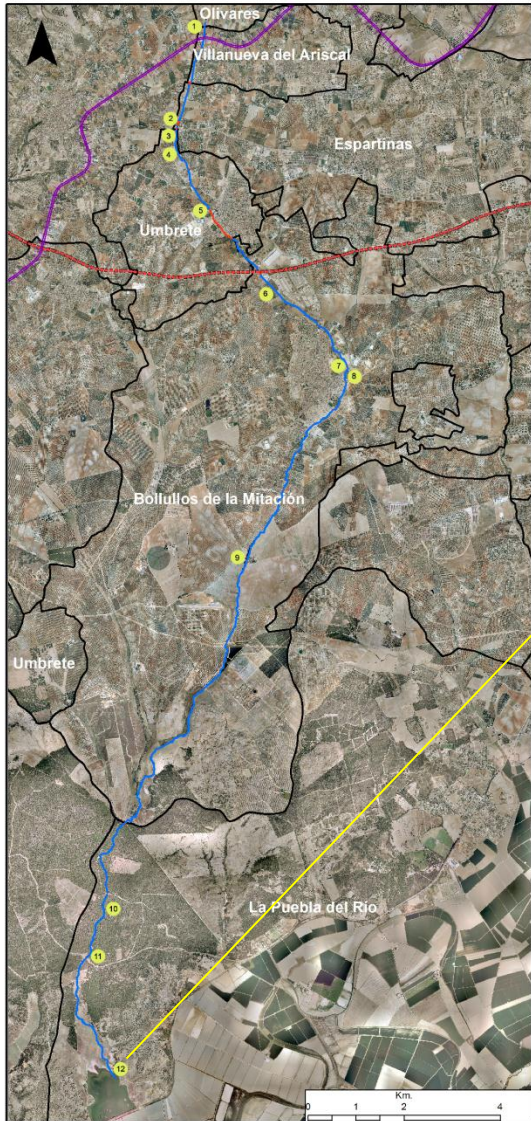 Olivares
1
Villanueva del Ariscal
2
3
Espartinas
4
5
Umbrete
6
7
8
Bollullos de la Mitación
9
Umbrete
La Puebla del Río
10
11
12
Km.
0 1 2 4